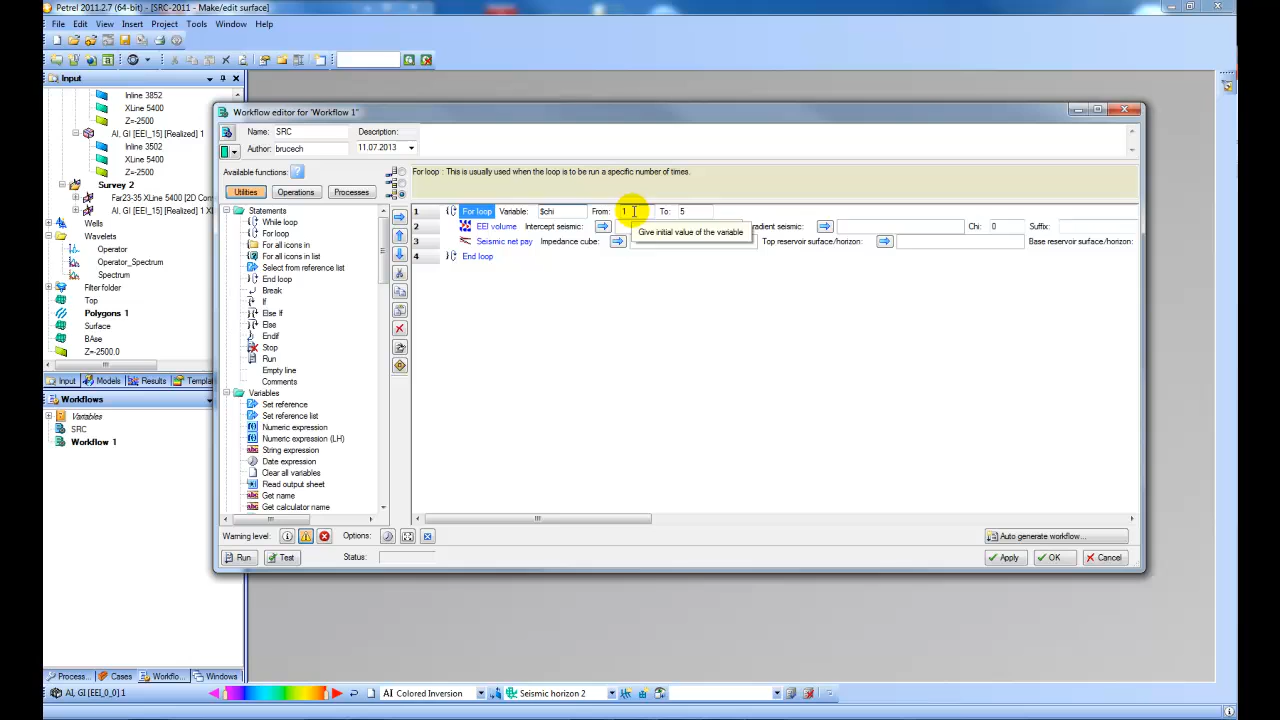 Petrel 2011.2.7 (64-bit) - [SRC-2011 - Make/edit surface]
File Edit View Insert Project Tools Window Help
Input
Inline 3852
XLine 5400
Z=-2500
AI, GI [EEI_15] [Realized] 1
Inline 3502
XLine 5400
Z=-2500
Survey 2
Far23-35 XLine 5400 [2D Con
AI, GI [EEI_15] [Realized] 1
Wells
Wavelets
Operator
Operator_Spectrum
Spectrum
Filter folder
Top
Polygons 1
Surface
BAse
Z=-2500.0
Input Models Results Templat
Workflows
Variables
SRC
Workflow 1
Workflow editor for 'Workflow 1'
Name: SRC Description:
Author: brucech 11.07.2013
Available functions:
Utilities Operations Processes
For loop : This is usually used when the loop is to be run a specific number of times.
Statements
While loop
For loop
For all icons in
For all icons in list
Select from reference list
End loop
Break
If
Else If
Else
Endif
Stop
Run
Empty line
Comments
Variables
Set reference
Set reference list
Numeric expression
Numeric expression (LH)
String expression
Date expression
Clear all variables
Read output sheet
Get name
Get calculator name
1 For loop Variable: $chi From: 1 To: 5
2 EEI volume Intercept seismic: adient seismic: Chi: 0 Suffix:
3 Seismic net pay Impedance cube: Top reservoir surface/horizon: Base reservoir surface/horizon:
4 End loop
Give initial value of the variable
Warning level: Options: Auto generate workflow...
Run Test Status: Apply OK Cancel
Process... Cases Workflo... Windows
AI, GI [EEI_0_0] 1 AI Colored Inversion Seismic horizon 2